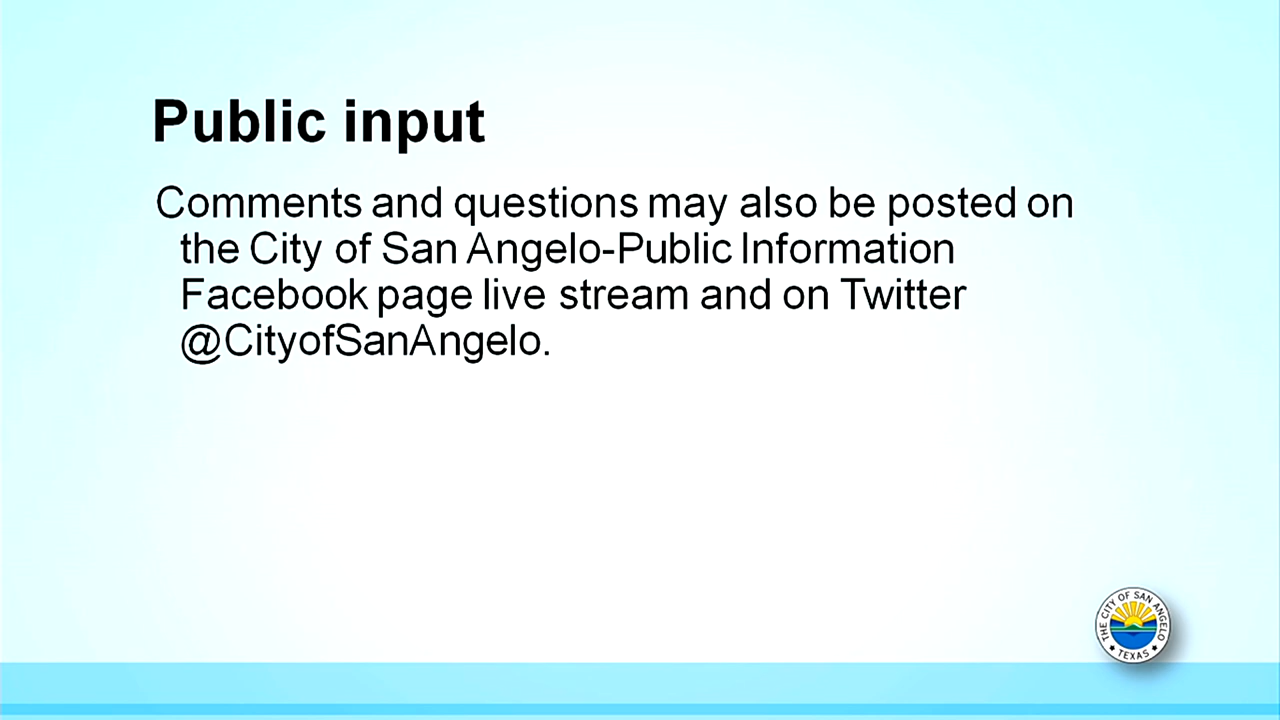 Public input
Comments and questions may also be posted on
the City of San Angelo-Public Information
Facebook page live stream and on Twitter
@CityofSanAngelo.
THE CITY OF SAN ANGELO
TEXAS